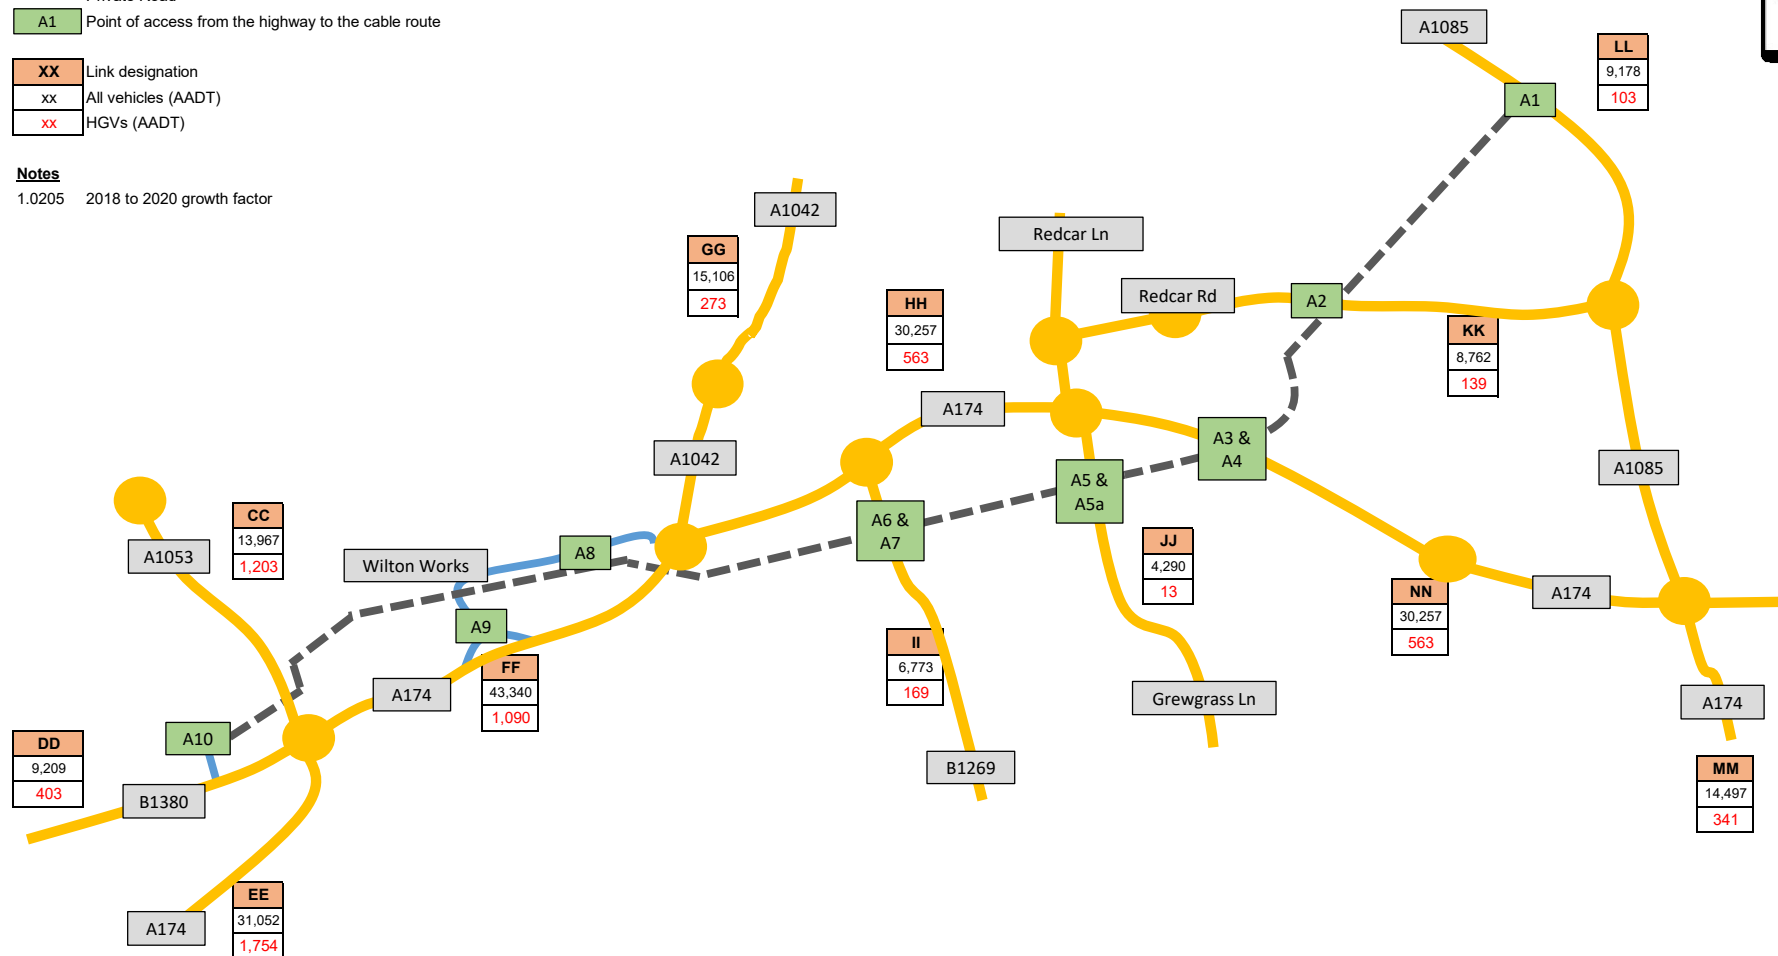 Private Road
A1 Point of access from the highway to the cable route
XX Link designation
xx All vehicles (AADT)
xx HGVs (AADT)
Notes
1.0205 2018 to 2020 growth factor
A1085
LL
9,178
103
A1
A1042
GG
15,106
273
Redcar Ln
Redcar Rd
A2
HH
30,257
563
KK
8,762
139
A174
A3 &
A4
A1042
A1085
A5 &
A5a
A6 &
A7
CC
13,967
1,203
A1053
Wilton Works
A8
JJ
4,290
13
NN
30,257
563
A174
A9
FF
43,340
1,090
II
6,773
169
A174
Grewgrass Ln
A174
A10
DD
9,209
403
B1380
B1269
MM
14,497
341
EE
31,052
1,754
A174